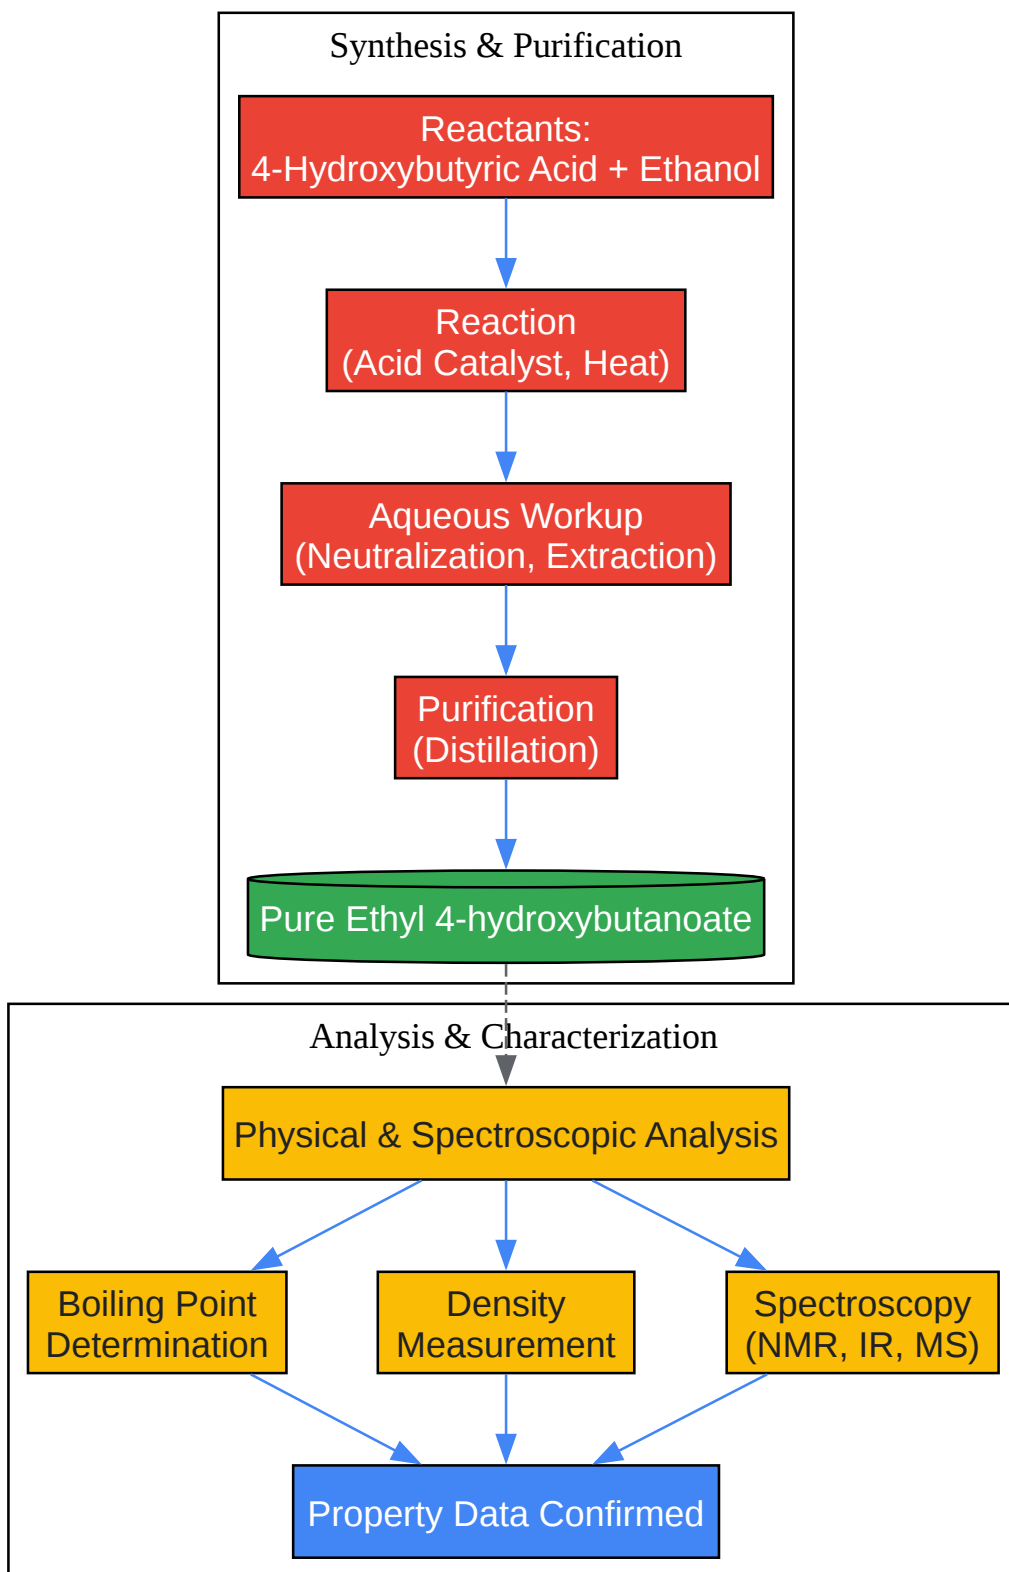 Synthesis & Purification
Reactants:
4-Hydroxybutyric Acid + Ethanol
Reaction
(Acid Catalyst, Heat)
Aqueous Workup
(Neutralization, Extraction)
Purification
(Distillation)
Pure Ethyl 4-hydroxybutanoate
Analysis & Characterization
Physical & Spectroscopic Analysis
Boiling Point
Determination
Density
Measurement
Spectroscopy
(NMR, IR, MS)
Property Data Confirmed